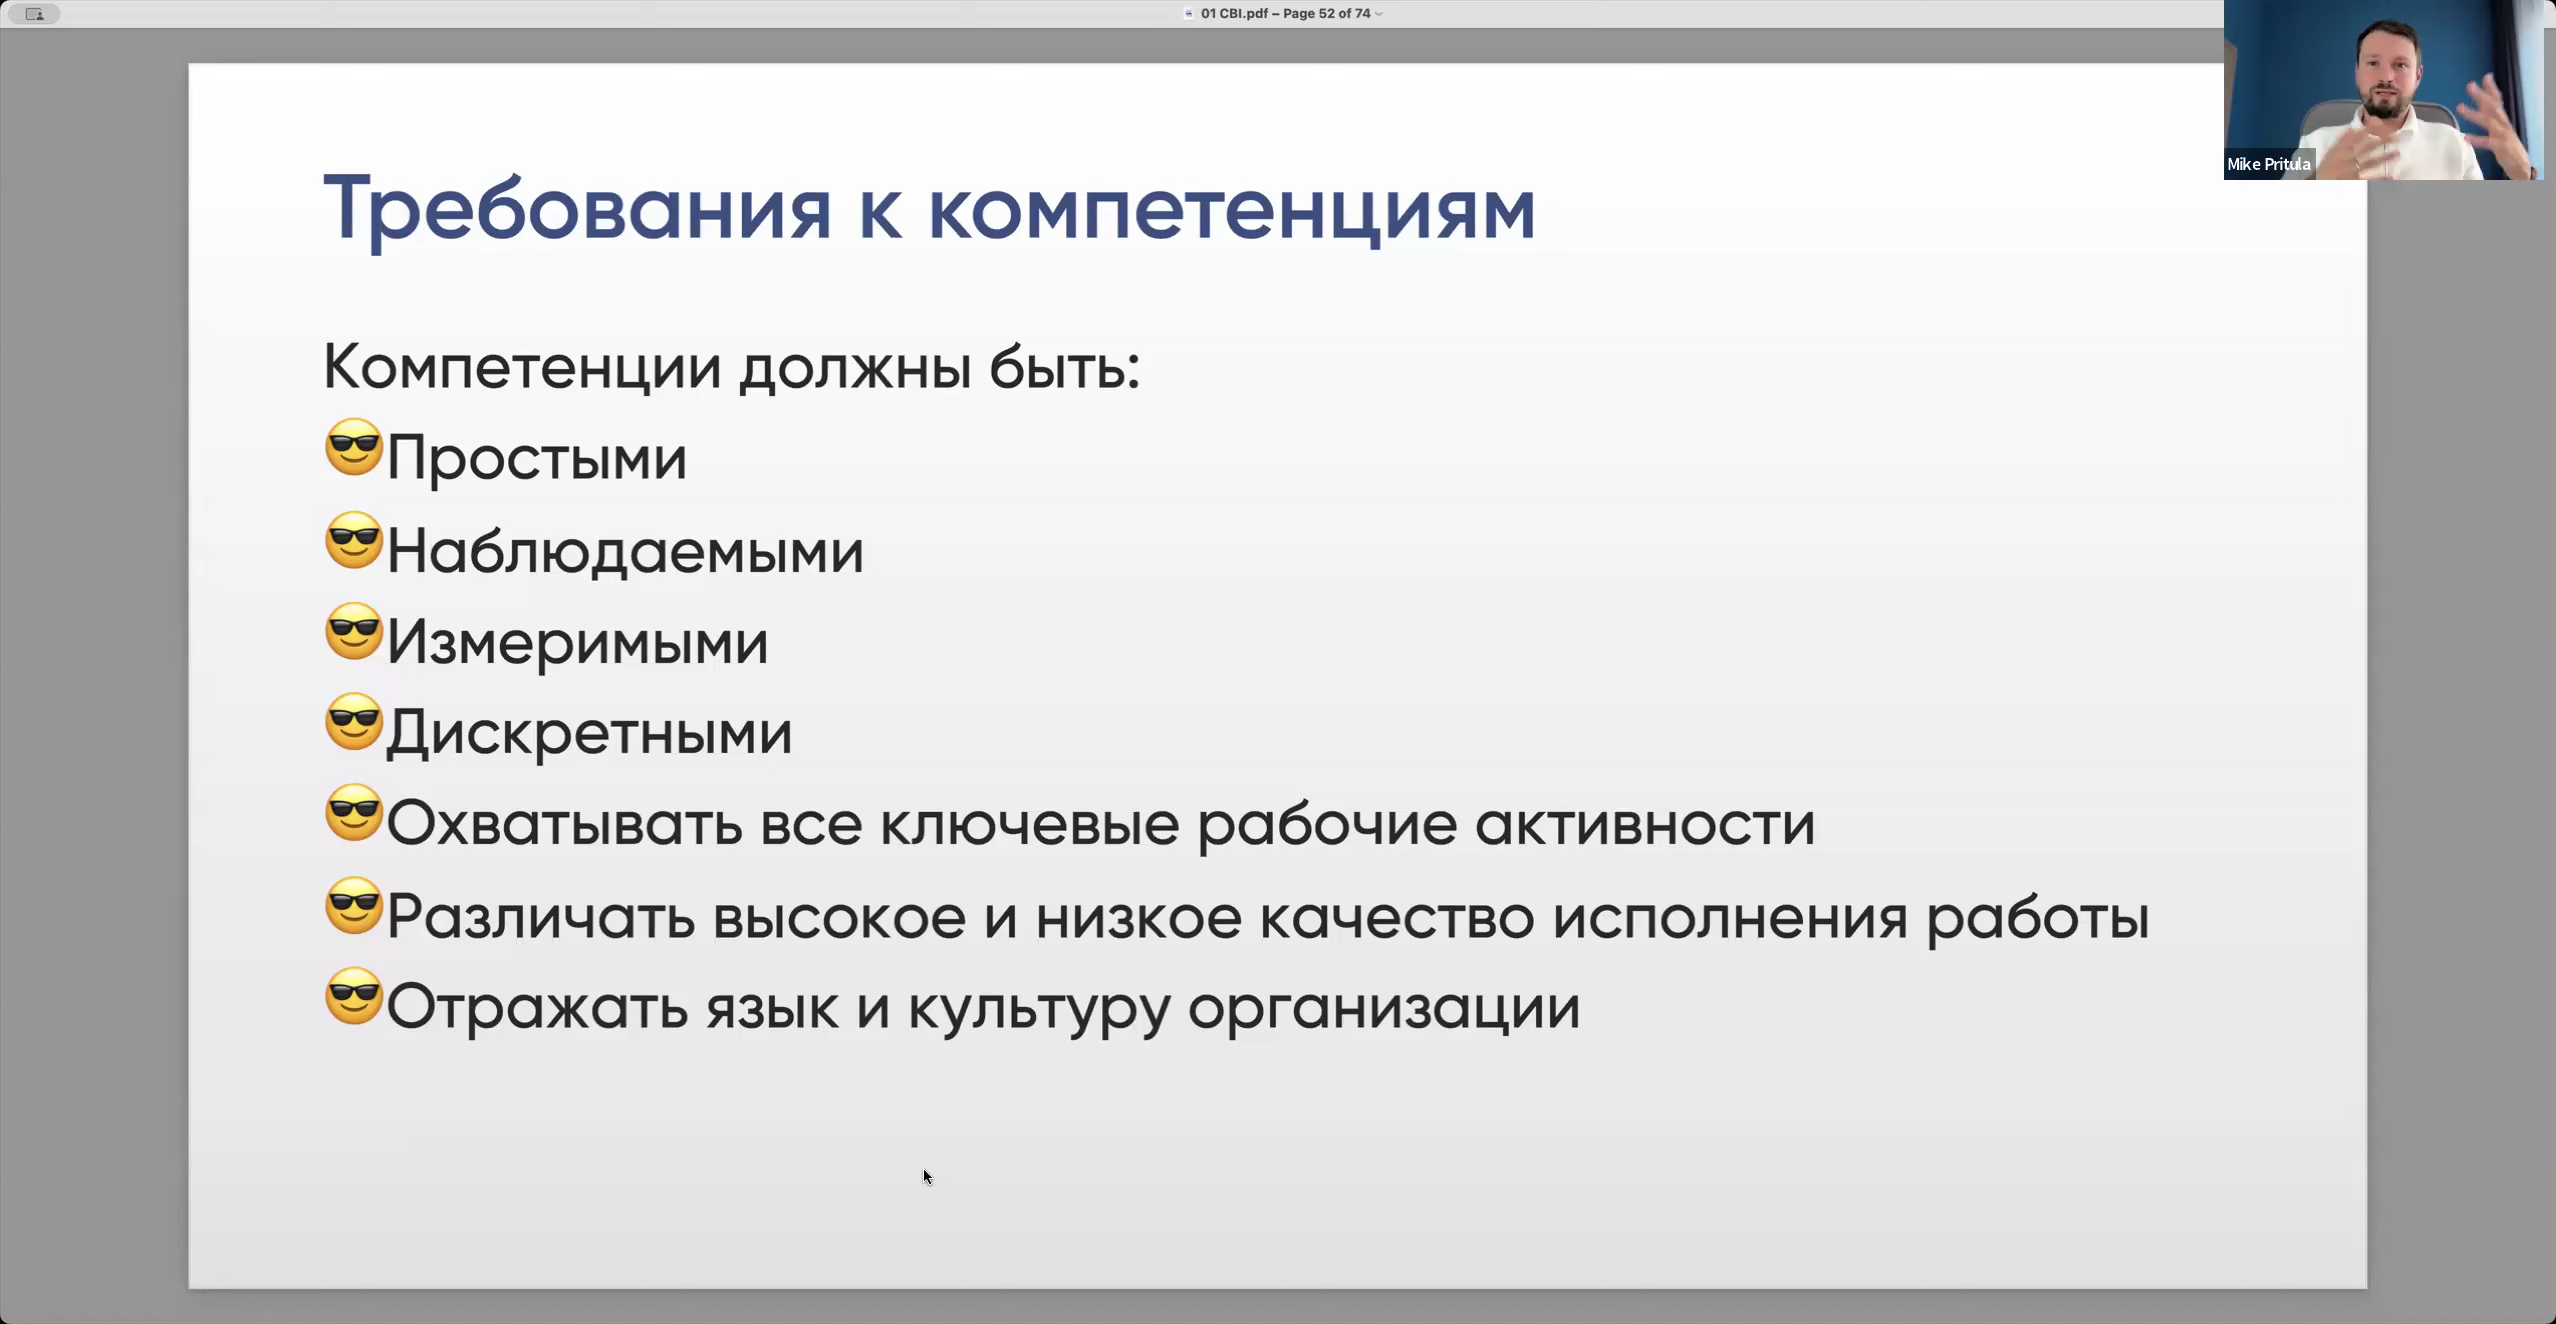 01 CBI.pdf – Page 52 of 74
Mike Pritula
Требования к компетенциям
Компетенции должны быть:
😎Простыми
😎Наблюдаемыми
😎Измеримыми
😎Дискретными
😎Охватывать все ключевые рабочие активности
😎Различать высокое и низкое качество исполнения работы
😎Отражать язык и культуру организации